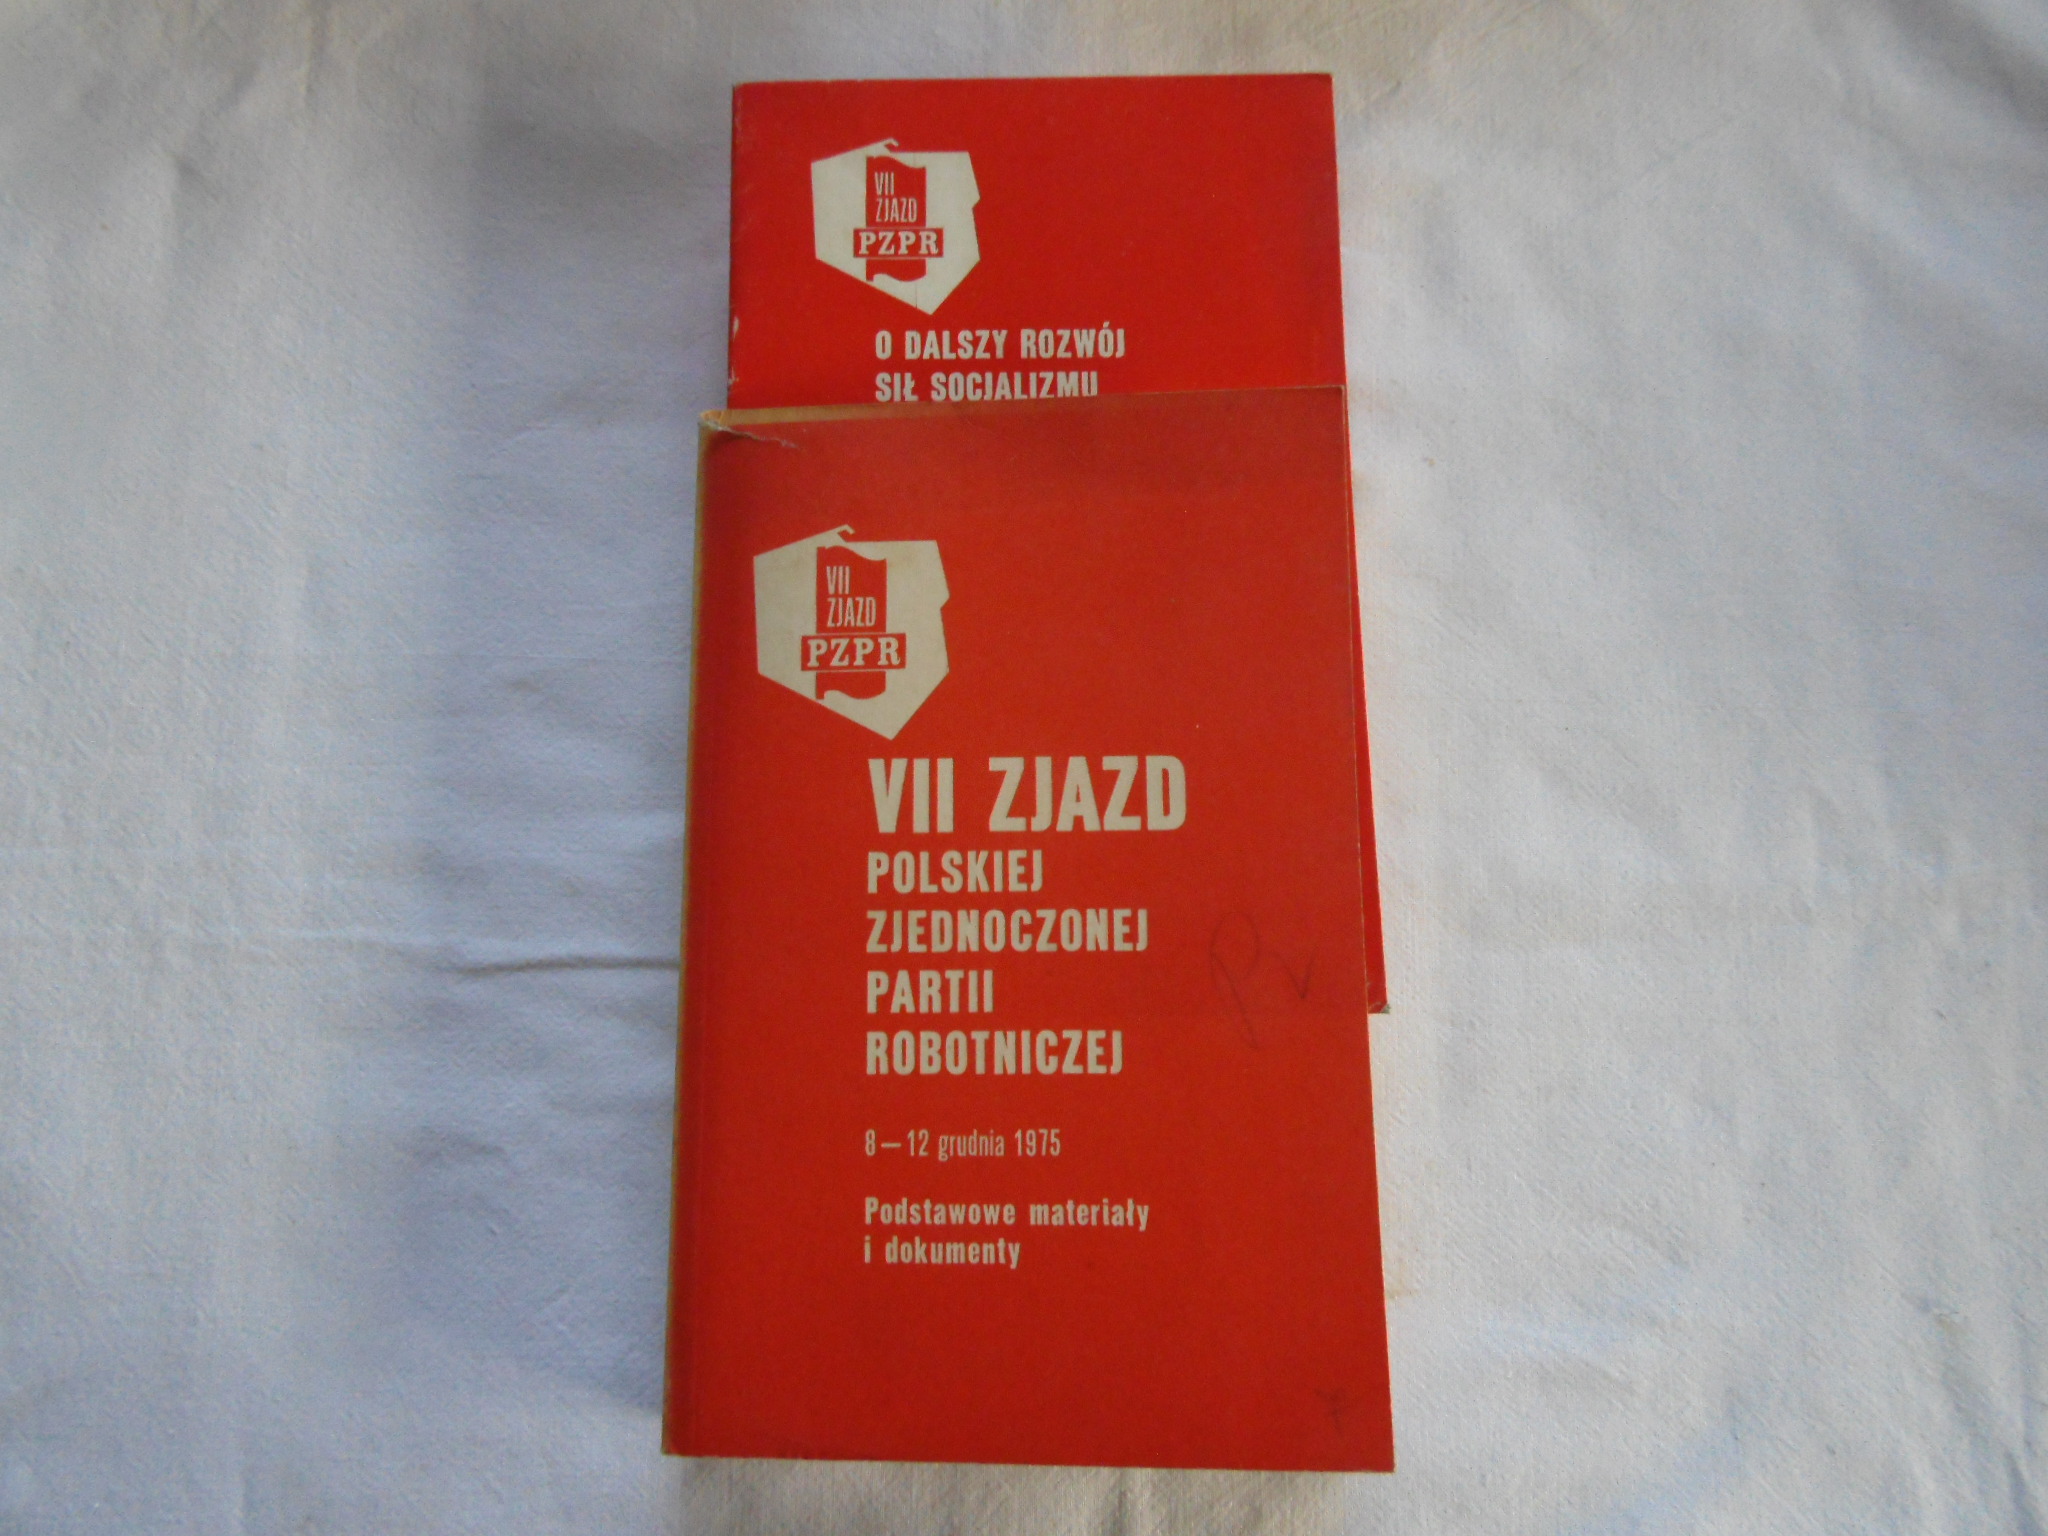 VII
ZJAZD
PZPR
O DALSZY ROZWÓJ
SIŁ SOCJALIZMU
VII
ZJAZD
PZPR
VII ZJAZD
POLSKIEJ
ZJEDNOCZONEJ
PARTII
ROBOTNICZEJ
8—12 grudnia 1975
Podstawowe materiały
i dokumenty